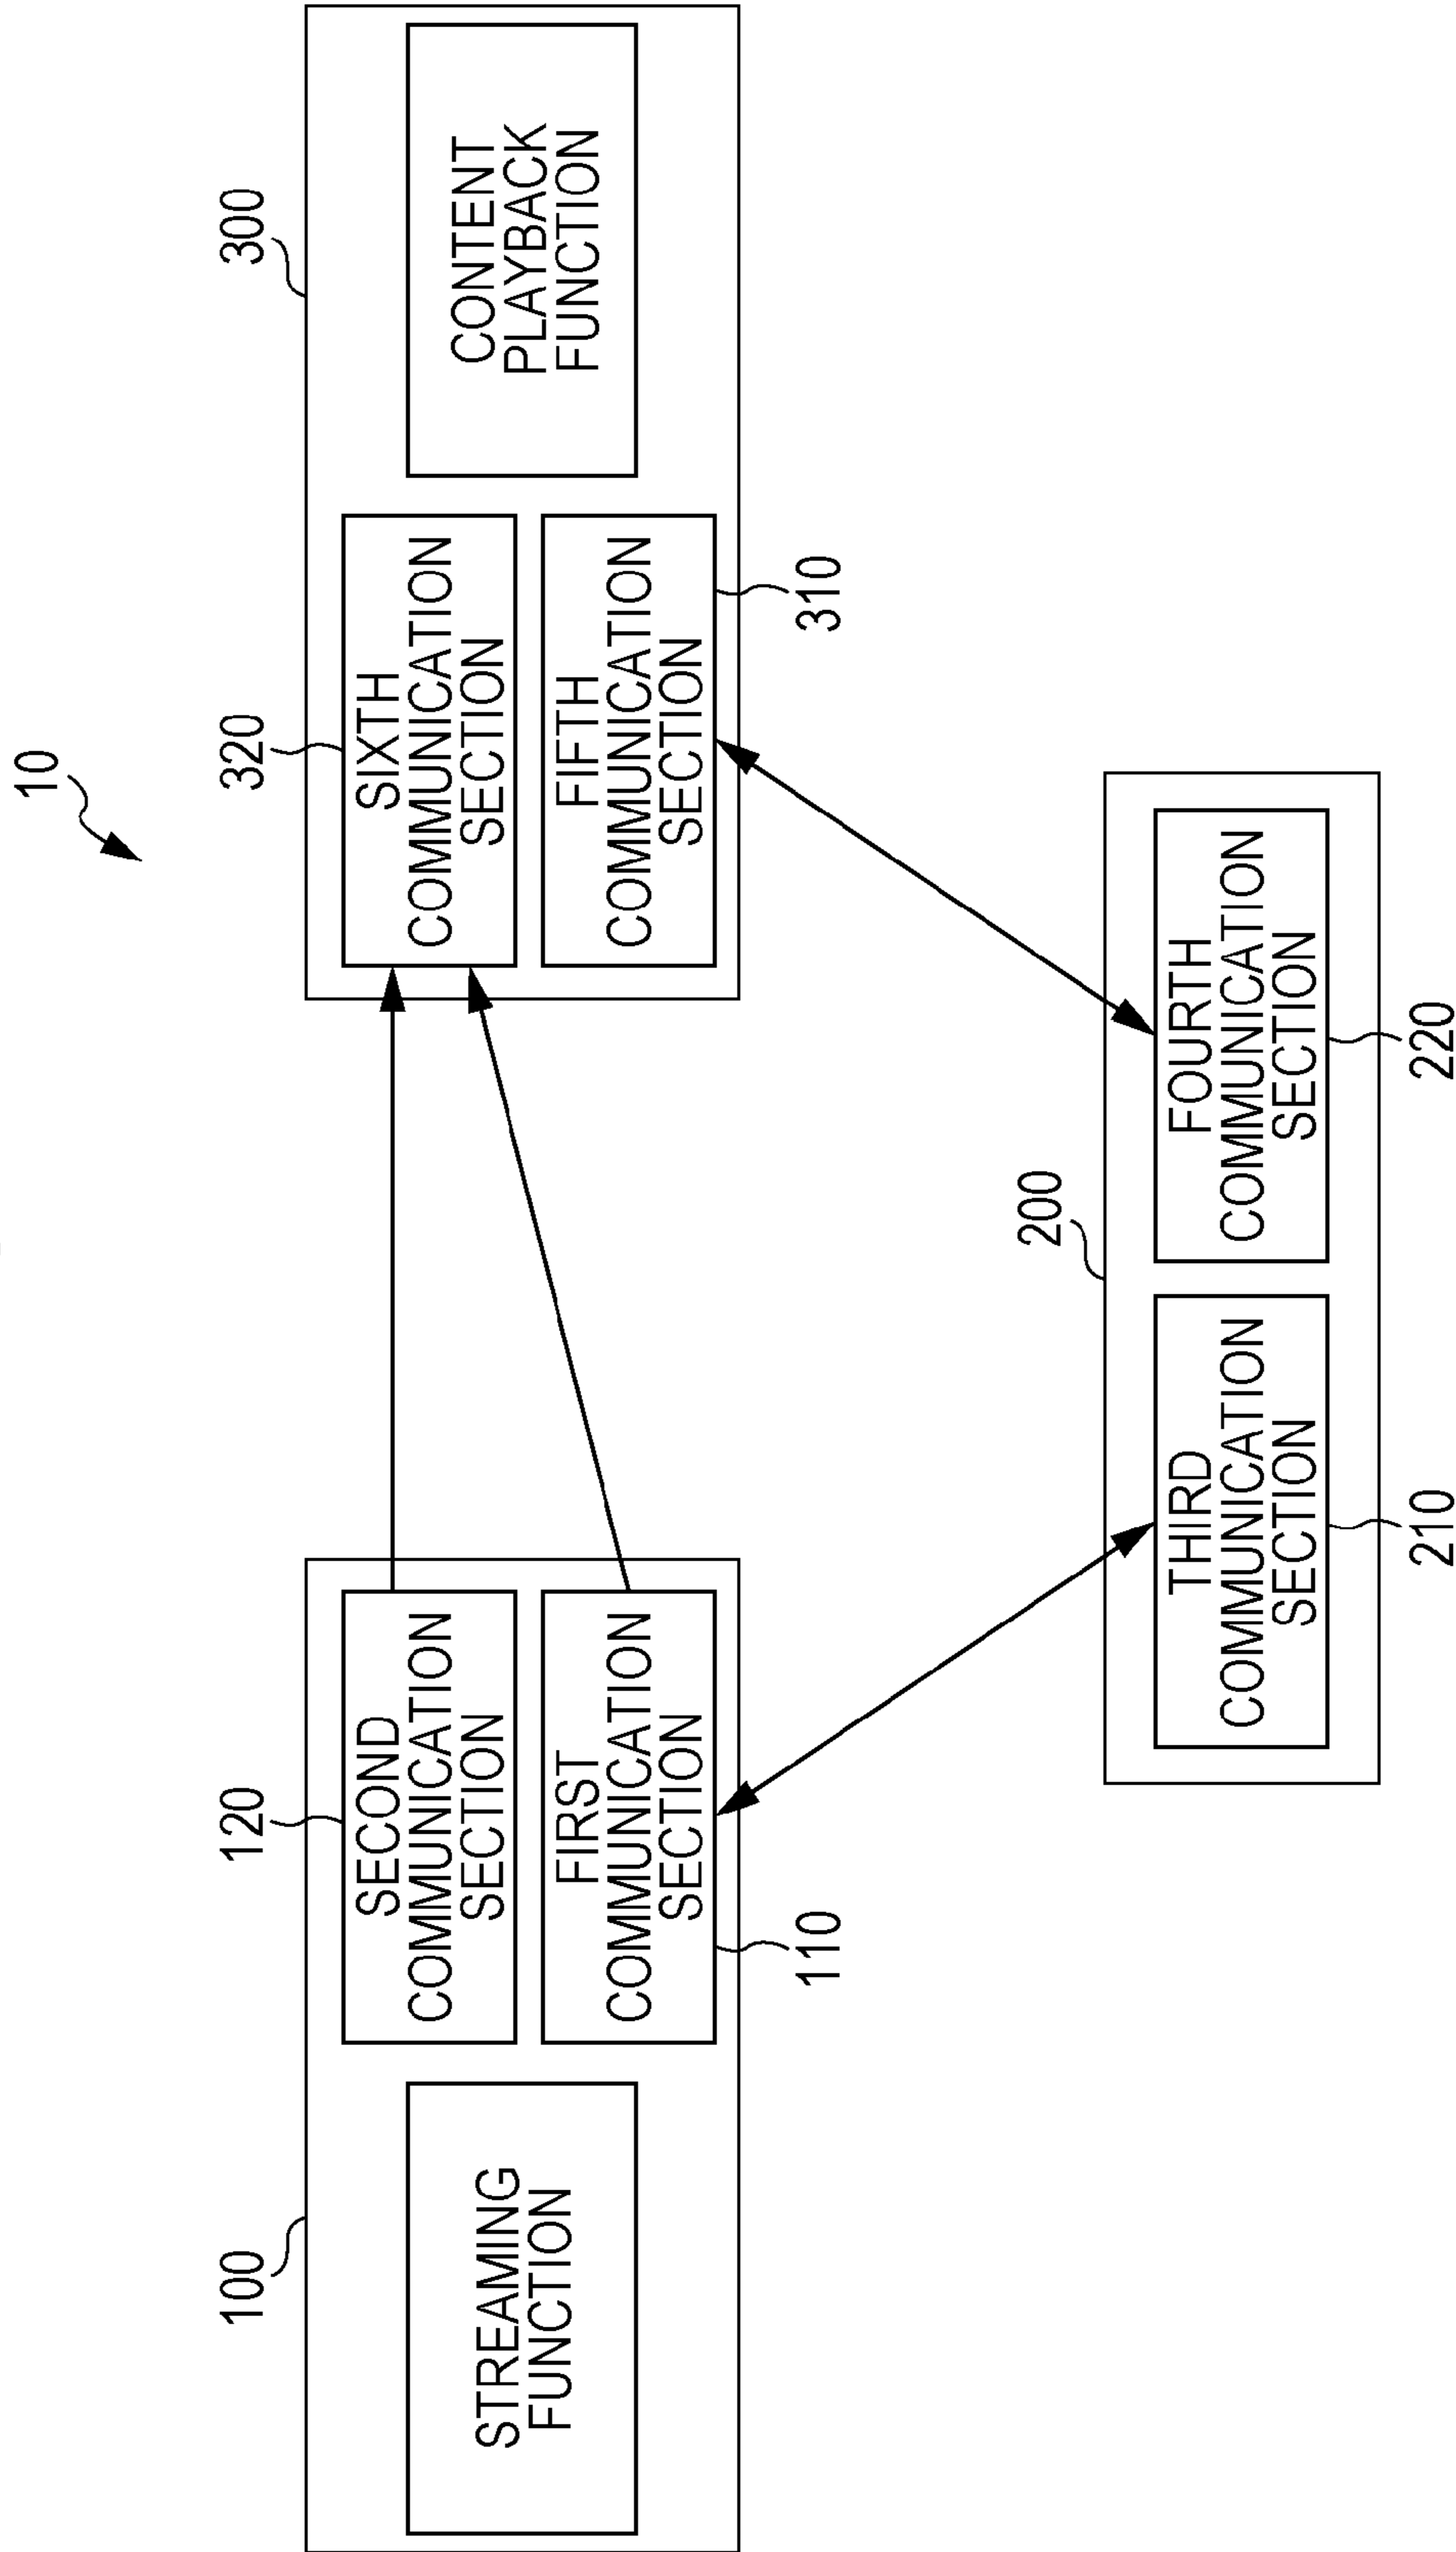 10
100
120
320
300
STREAMING
FUNCTION
SECOND
COMMUNICATION
SECTION
FIRST
COMMUNICATION
SECTION
110
SIXTH
COMMUNICATION
SECTION
FIFTH
COMMUNICATION
SECTION
310
CONTENT
PLAYBACK
FUNCTION
200
THIRD
COMMUNICATION
SECTION
210
FOURTH
COMMUNICATION
SECTION
220